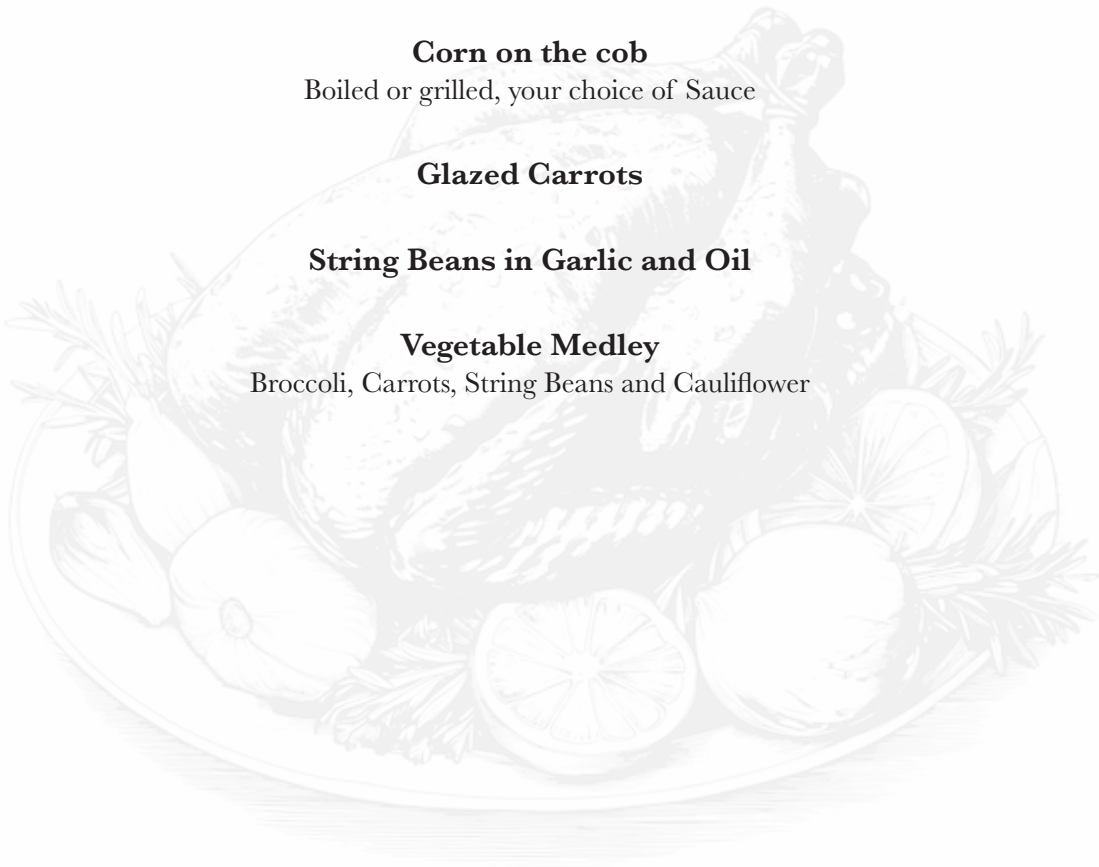 Corn on the cob
Boiled or grilled, your choice of Sauce
Glazed Carrots
String Beans in Garlic and Oil
Vegetable Medley
Broccoli, Carrots, String Beans and Cauliflower